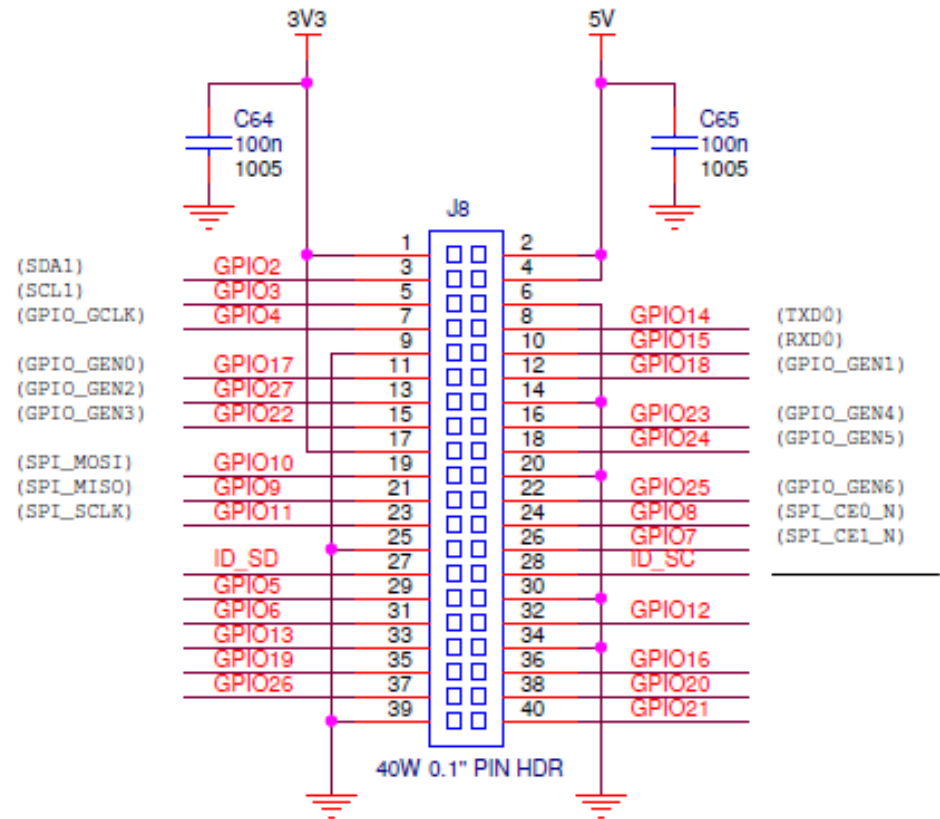 3V3 5V
C64 C65
100n 100n
1005 1005
J8
1 2
(SDA1) GPIO2 3 4
(SCL1) GPIO3 5 6
(GPIO_GCLK) GPIO4 7 8 GPIO14 (TXD0)
9 10 GPIO15 (RXD0)
(GPIO_GEN0) GPIO17 11 12 GPIO18 (GPIO_GEN1)
(GPIO_GEN2) GPIO27 13 14
(GPIO_GEN3) GPIO22 15 16 GPIO23 (GPIO_GEN4)
17 18 GPIO24 (GPIO_GEN5)
(SPI_MOSI) GPIO10 19 20
(SPI_MISO) GPIO9 21 22 GPIO25 (GPIO_GEN6)
(SPI_SCLK) GPIO11 23 24 GPIO8 (SPI_CE0_N)
25 26 GPIO7 (SPI_CE1_N)
ID_SD 27 28 ID_SC
GPIO5 29 30
GPIO6 31 32 GPIO12
GPIO13 33 34
GPIO19 35 36 GPIO16
GPIO26 37 38 GPIO20
39 40 GPIO21
40W 0.1" PIN HDR